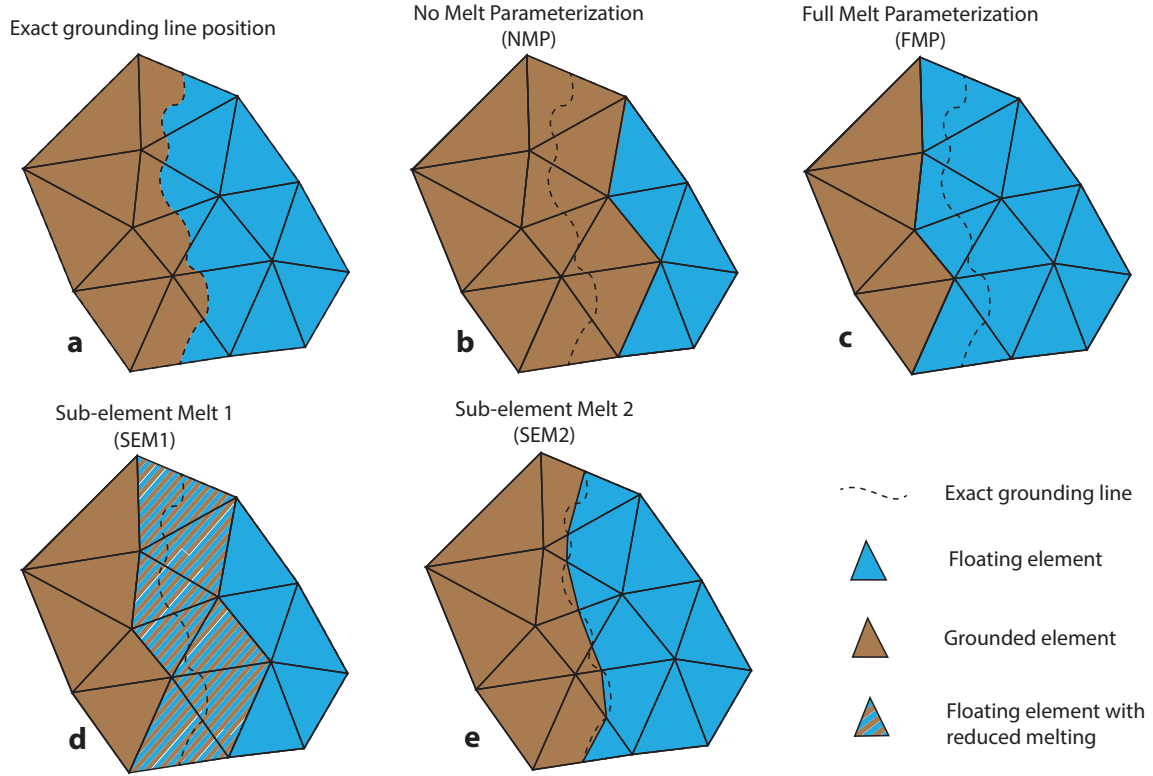 Exact grounding line position
No Melt Parameterization
(NMP)
Full Melt Parameterization
(FMP)
a
b
c
Sub-element Melt 1
(SEM1)
Sub-element Melt 2
(SEM2)
d
e
Exact grounding line
Floating element
Grounded element
Floating element with
reduced melting